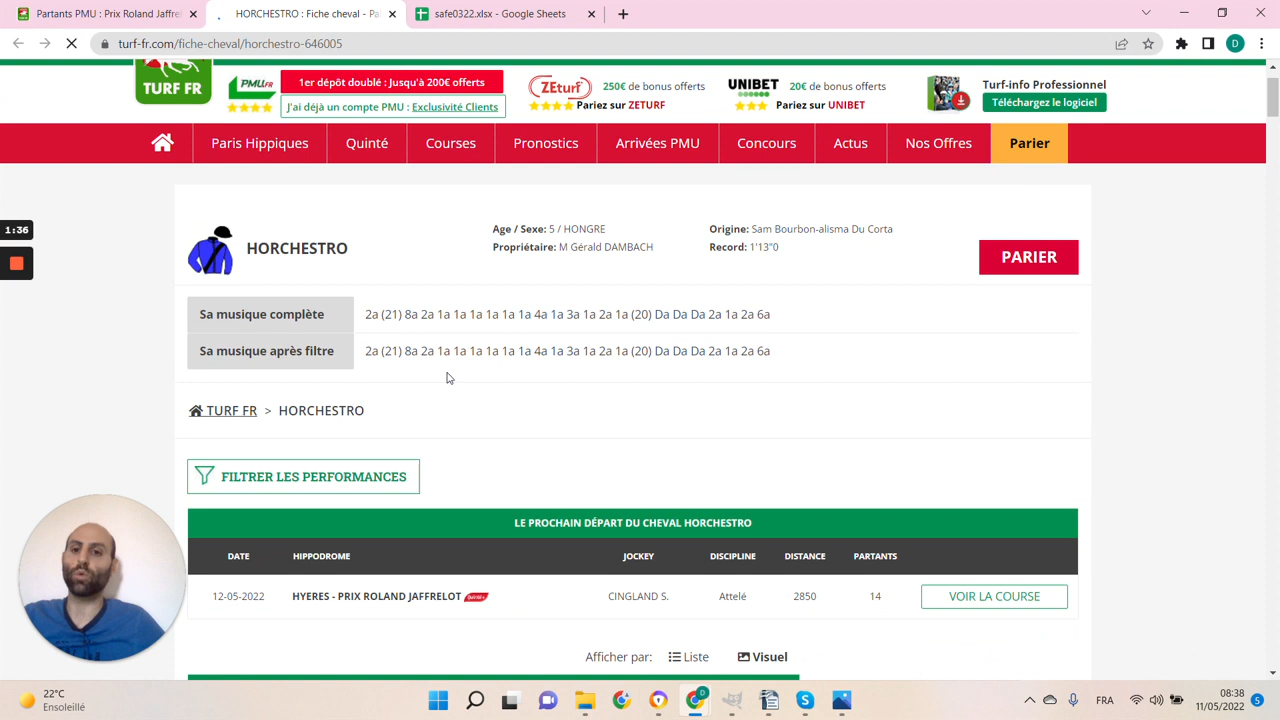 Partants PMU : Prix Roland Jaffrel
HORCHESTRO : Fiche cheval - Pa
safe0322.xlsx - Google Sheets
turf-fr.com/fiche-cheval/horchestro-646005
D
TURF FR
PMU.FR
1er dépôt doublé : Jusqu'à 200€ offerts
J'ai déjà un compte PMU : Exclusivité Clients
ZEturf
250€ de bonus offerts
Pariez sur ZETURF
UNIBET
20€ de bonus offerts
Pariez sur UNIBET
Turf-info Professionnel
Téléchargez le logiciel
Paris Hippiques
Quinté
Courses
Pronostics
Arrivées PMU
Concours
Actus
Nos Offres
Parier
1:36
HORCHESTRO
Age / Sexe: 5 / HONGRE
Propriétaire: M Gérald DAMBACH
Origine: Sam Bourbon-alisma Du Corta
Record: 1'13"0
PARIER
Sa musique complète
2a (21) 8a 2a 1a 1a 1a 1a 1a 1a 4a 1a 3a 1a 2a 1a (20) Da Da Da 2a 1a 2a 6a
Sa musique après filtre
2a (21) 8a 2a 1a 1a 1a 1a 1a 1a 4a 1a 3a 1a 2a 1a (20) Da Da Da 2a 1a 2a 6a
TURF FR > HORCHESTRO
FILTRER LES PERFORMANCES
LE PROCHAIN DÉPART DU CHEVAL HORCHESTRO
DATE HIPPODROME JOCKEY DISCIPLINE DISTANCE PARTANTS
12-05-2022 HYERES - PRIX ROLAND JAFFRELOT Quinté+ CINGLAND S. Attelé 2850 14 VOIR LA COURSE
Afficher par: Liste Visuel
22°C
Ensoleillé
D
FRA
08:38
11/05/2022
5